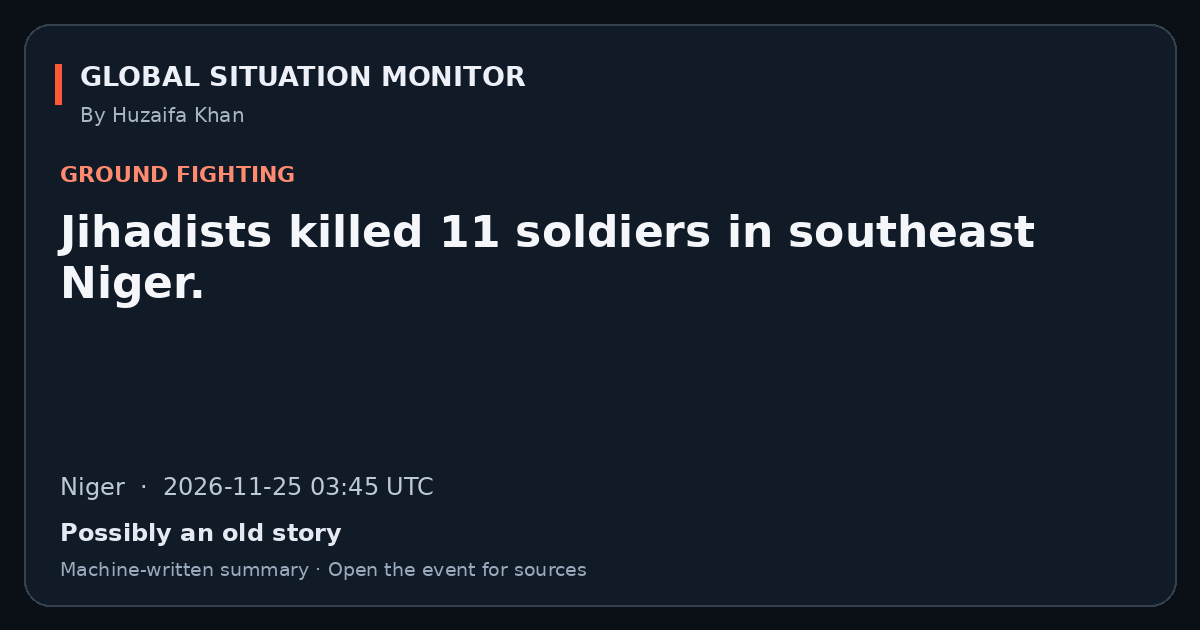 GLOBAL SITUATION MONITOR
By Huzaifa Khan
GROUND FIGHTING
Jihadists killed 11 soldiers in southeast
Niger.
Niger · 2026-11-25 03:45 UTC
Possibly an old story
Machine-written summary · Open the event for sources